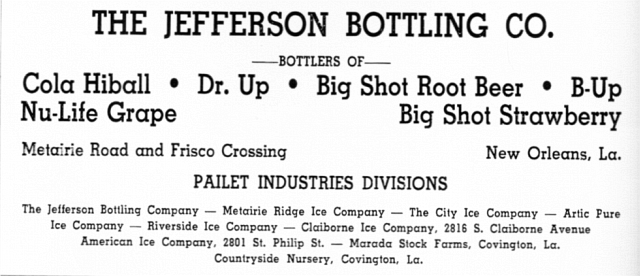 THE JEFFERSON BOTTLING CO.
—BOTTLERS OF—
Cola Hiball • Dr. Up • Big Shot Root Beer • B-Up
Nu-Life Grape Big Shot Strawberry
Metairie Road and Frisco Crossing New Orleans, La.
PAILET INDUSTRIES DIVISIONS
The Jefferson Bottling Company — Metairie Ridge Ice Company — The City Ice Company — Artic Pure
Ice Company — Riverside Ice Company — Claiborne Ice Company, 2816 S. Claiborne Avenue
American Ice Company, 2801 St. Philip St. — Marada Stock Farms, Covington, La.
Countryside Nursery, Covington, La.